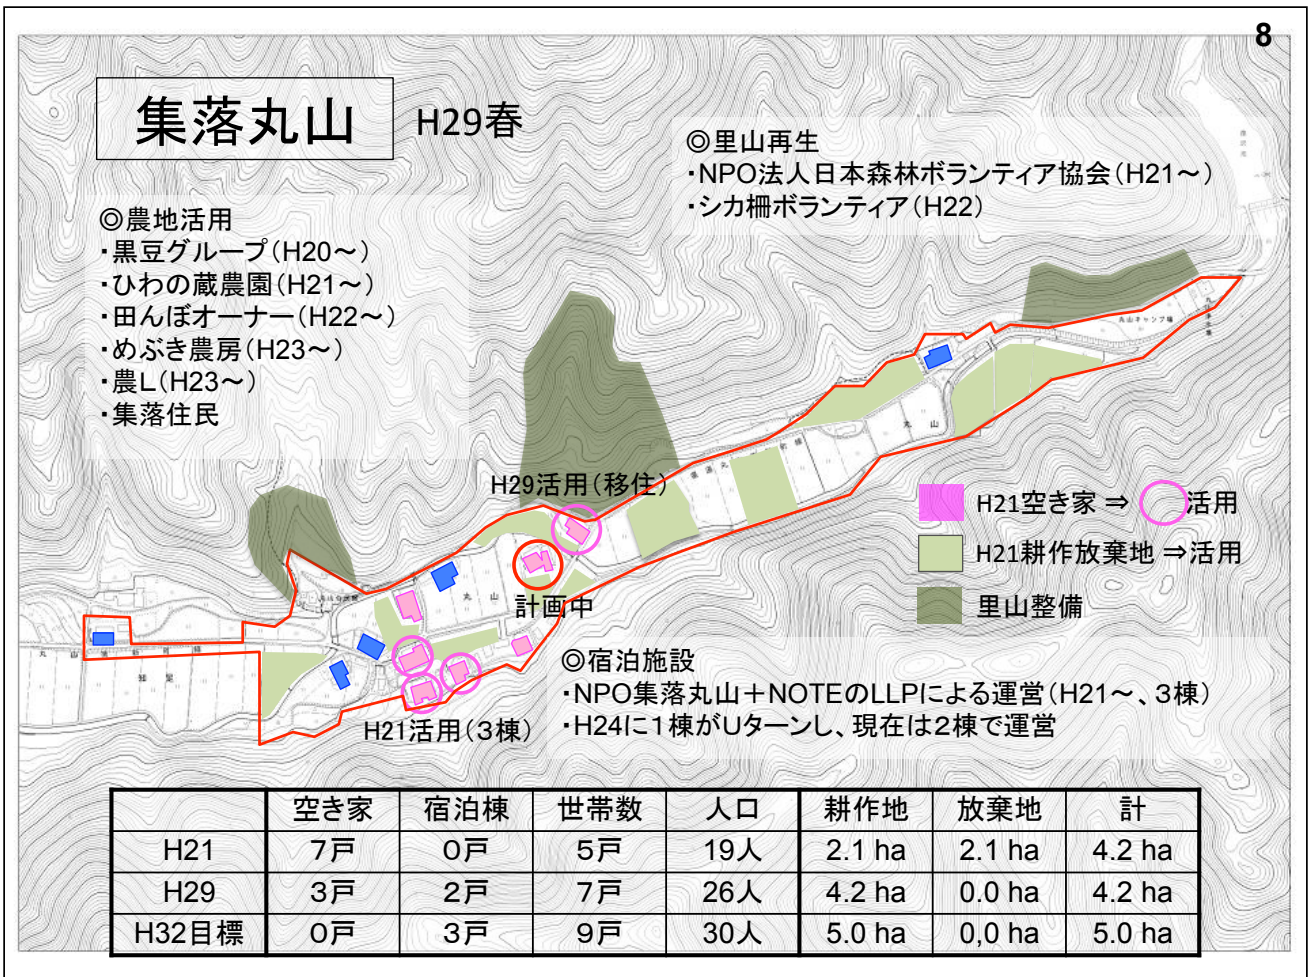 8
集落丸山
H29春
◎里山再生
・NPO法人日本森林ボランティア協会(H21~)
・シカ柵ボランティア(H22)
◎農地活用
・黒豆グループ(H20~)
・ひわの蔵農園(H21~)
・田んぼオーナー(H22~)
・めぶき農房(H23~)
・農L(H23~)
・集落住民
丸山キャンプ場
丸山
H29活用(移住)
H21空き家 ⇒ 活用
H21耕作放棄地 ⇒活用
里山整備
丸山
計画中
◎宿泊施設
・NPO集落丸山+NOTEのLLPによる運営(H21~、3棟)
・H24に1棟がUターンし、現在は2棟で運営
H21活用(3棟)
空き家 宿泊棟 世帯数 人口 耕作地 放棄地 計
H21 7戸 0戸 5戸 19人 2.1 ha 2.1 ha 4.2 ha
H29 3戸 2戸 7戸 26人 4.2 ha 0.0 ha 4.2 ha
H32目標 0戸 3戸 9戸 30人 5.0 ha 0,0 ha 5.0 ha